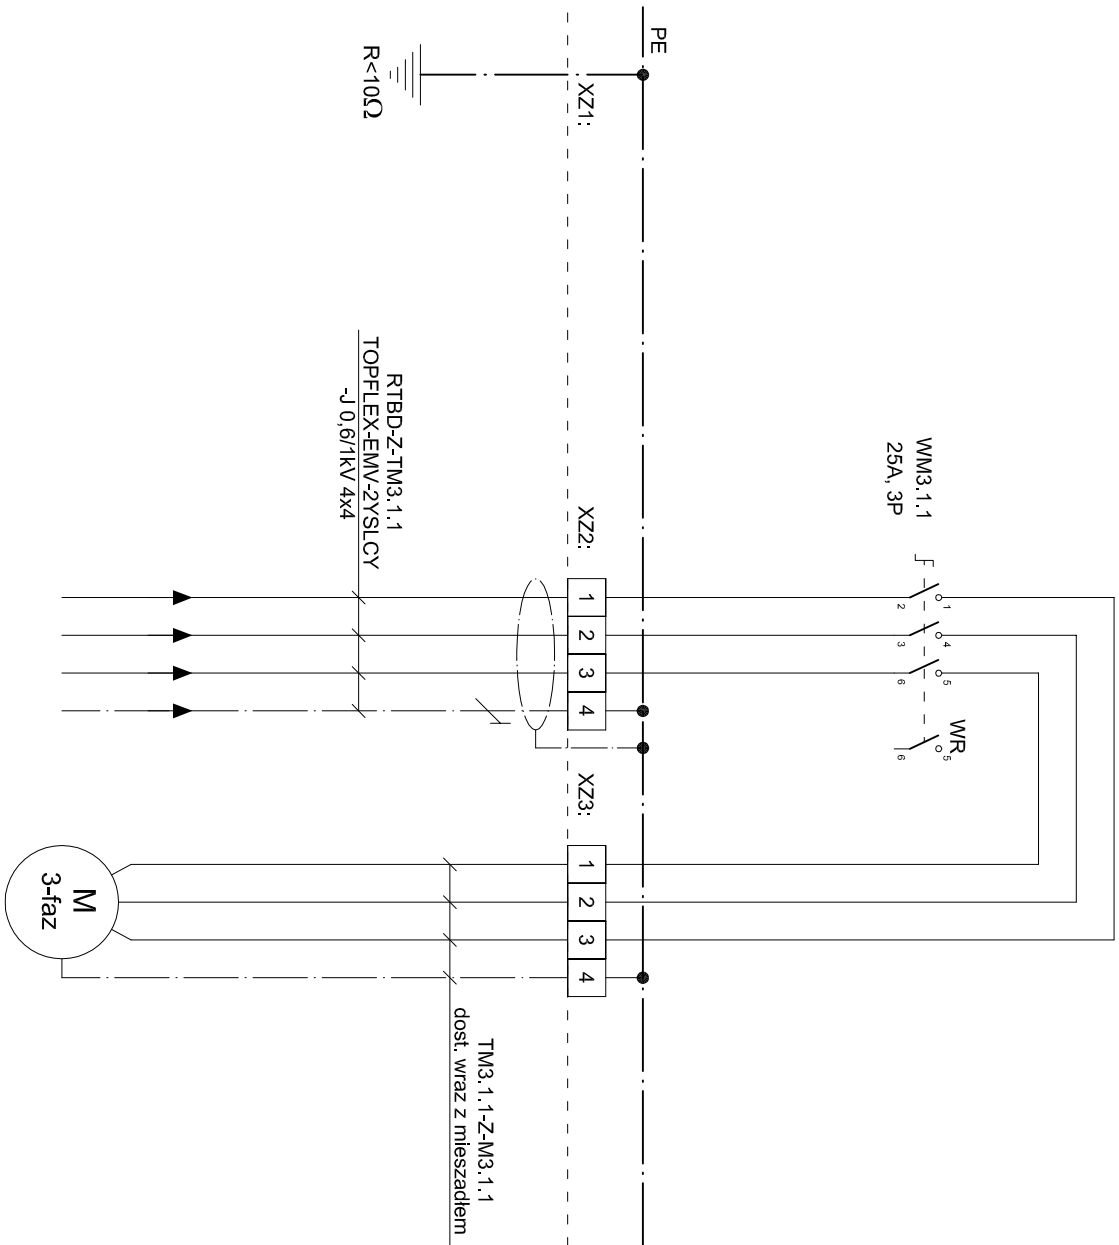 PE
XZ1:
R<10Ω
WM3.1.1
25A, 3P
1
2
4
3
5
6
WR
5
6
XZ2:
1
2
3
4
RTBD-Z-TM3.1.1
TOPFLEX-EMV-2YSLCY
-J 0,6/1kV 4x4
XZ3:
1
2
3
4
M
3-faz
TM3.1.1-Z-M3.1.1
dost. wraz z mieszadłem